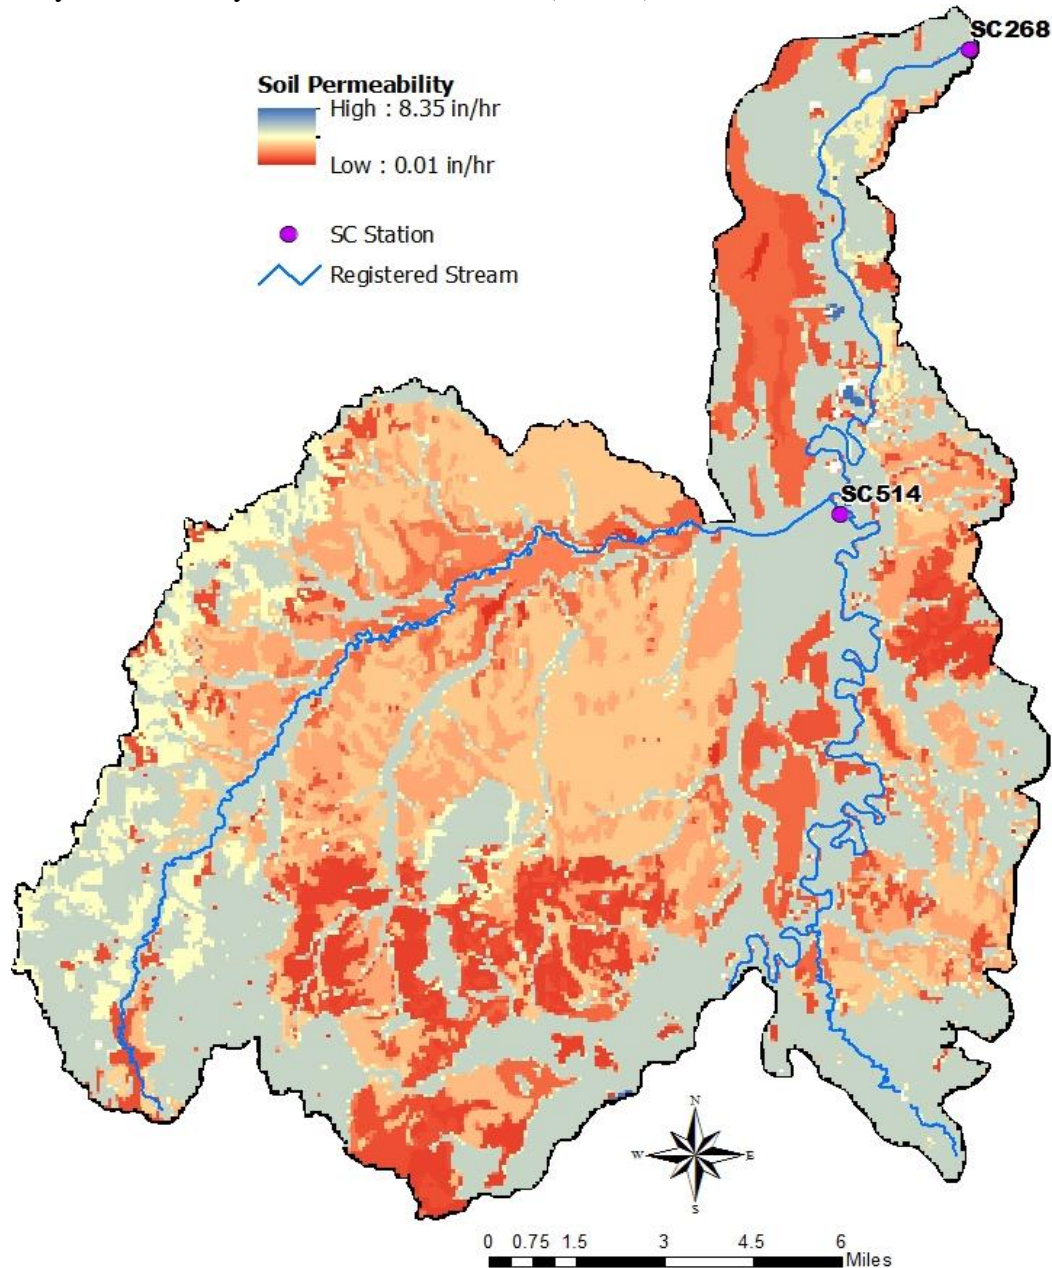 SC268
Soil Permeability
High : 8.35 in/hr
Low : 0.01 in/hr
SC Station
Registered Stream
SC514
N
W E
S
0 0.75 1.5 3 4.5 6
Miles